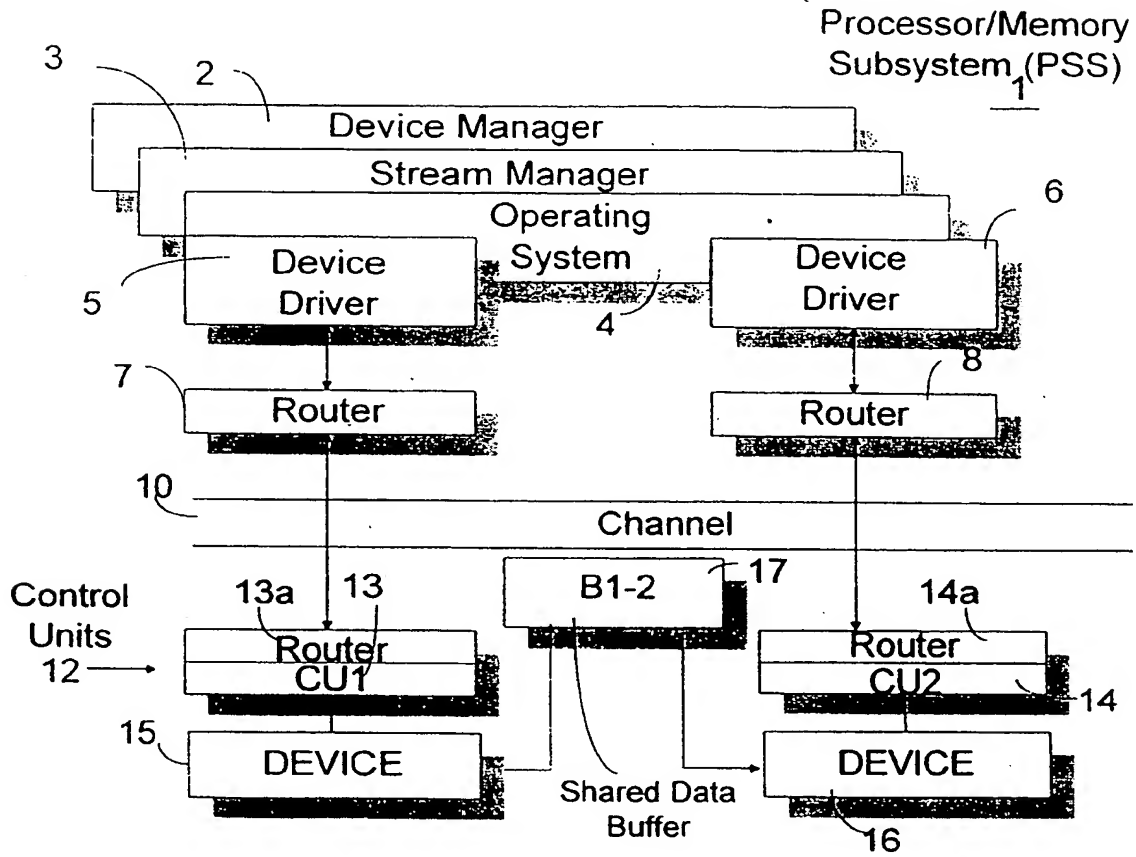 Processor/Memory
Subsystem (PSS)
1
3
2
Device Manager
Stream Manager
Operating
System
6
5
Device
Driver
4
Device
Driver
7
Router
8
Router
10
Channel
Control
Units
12
13a
13
Router
CU1
B1-2
17
14a
Router
CU2
14
15
DEVICE
Shared Data
Buffer
DEVICE
16